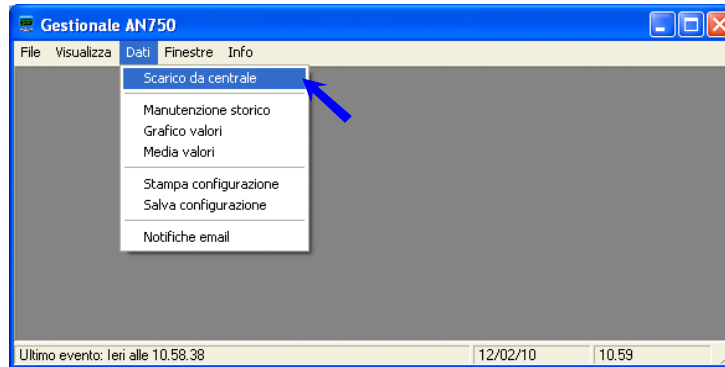 Gestionale AN750
File Visualizza Dati Finestre Info
Scarico da centrale
Manutenzione storico
Grafico valori
Media valori
Stampa configurazione
Salva configurazione
Notifiche email
Ultimo evento: Ieri alle 10.58.38 12/02/10 10.59